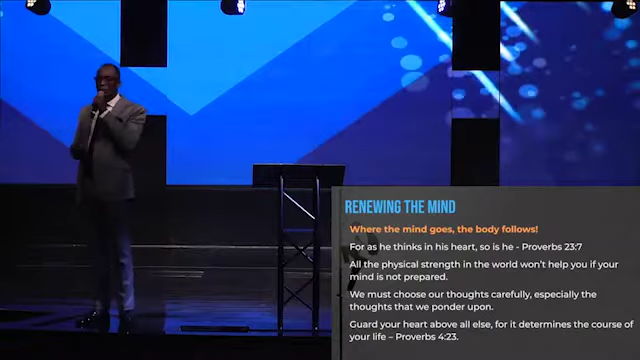 RENEWING THE MIND
Where the mind goes, the body follows!
For as he thinks in his heart, so is he - Proverbs 23:7
All the physical strength in the world won't help you if your
mind is not prepared.
We must choose our thoughts carefully, especially the
thoughts that we ponder upon.
Guard your heart above all else, for it determines the course of
your life – Proverbs 4:23.